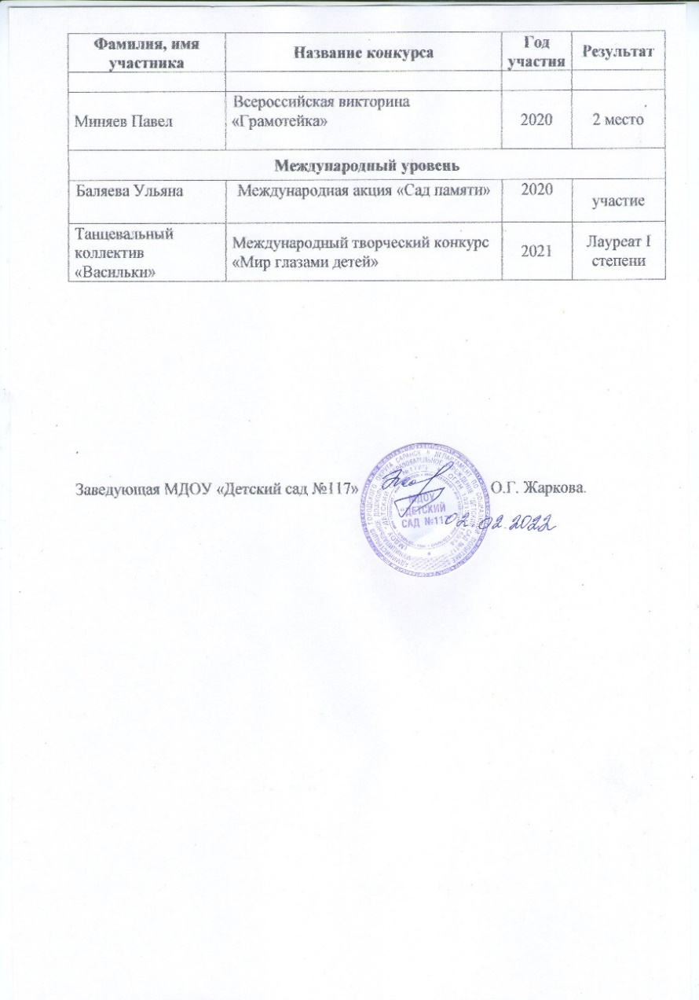 Фамилия, имя участника
Название конкурса
Год участия
Результат
Миняев Павел
Всероссийская викторина
«Грамотейка»
2020
2 место
Международный уровень
Баляева Ульяна
Международная акция «Сад памяти»
2020
участие
Танцевальный
коллектив
«Васильки»
Международный творческий конкурс
«Мир глазами детей»
2021
Лауреат I
степени
Заведующая МДОУ «Детский сад №117»
О.Г. Жаркова.
МДОУ
"ДЕТСКИЙ
САД №117
02.02.2022